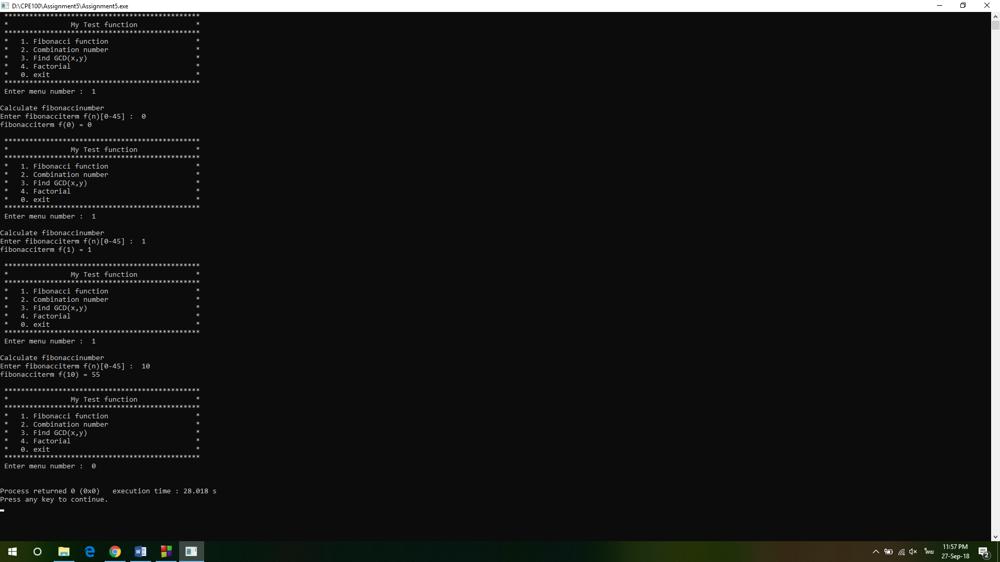 D:\CPE100\Assignment5\Assignment5.exe
***********************************************
*               My Test function              *
***********************************************
*   1. Fibonacci function                     *
*   2. Combination number                     *
*   3. Find GCD(x,y)                          *
*   4. Factorial                              *
*   0. exit                                   *
***********************************************
Enter menu number :  1
Calculate fibonaccinumber
Enter fibonacciterm f(n)[0-45] :  0
fibonacciterm f(0) = 0
***********************************************
*               My Test function              *
***********************************************
*   1. Fibonacci function                     *
*   2. Combination number                     *
*   3. Find GCD(x,y)                          *
*   4. Factorial                              *
*   0. exit                                   *
***********************************************
Enter menu number :  1
Calculate fibonaccinumber
Enter fibonacciterm f(n)[0-45] :  1
fibonacciterm f(1) = 1
***********************************************
*               My Test function              *
***********************************************
*   1. Fibonacci function                     *
*   2. Combination number                     *
*   3. Find GCD(x,y)                          *
*   4. Factorial                              *
*   0. exit                                   *
***********************************************
Enter menu number :  1
Calculate fibonaccinumber
Enter fibonacciterm f(n)[0-45] :  10
fibonacciterm f(10) = 55
***********************************************
*               My Test function              *
***********************************************
*   1. Fibonacci function                     *
*   2. Combination number                     *
*   3. Find GCD(x,y)                          *
*   4. Factorial                              *
*   0. exit                                   *
***********************************************
Enter menu number :  0
Process returned 0 (0x0)   execution time : 28.018 s
Press any key to continue.
ไทย
11:57 PM
27-Sep-18
2